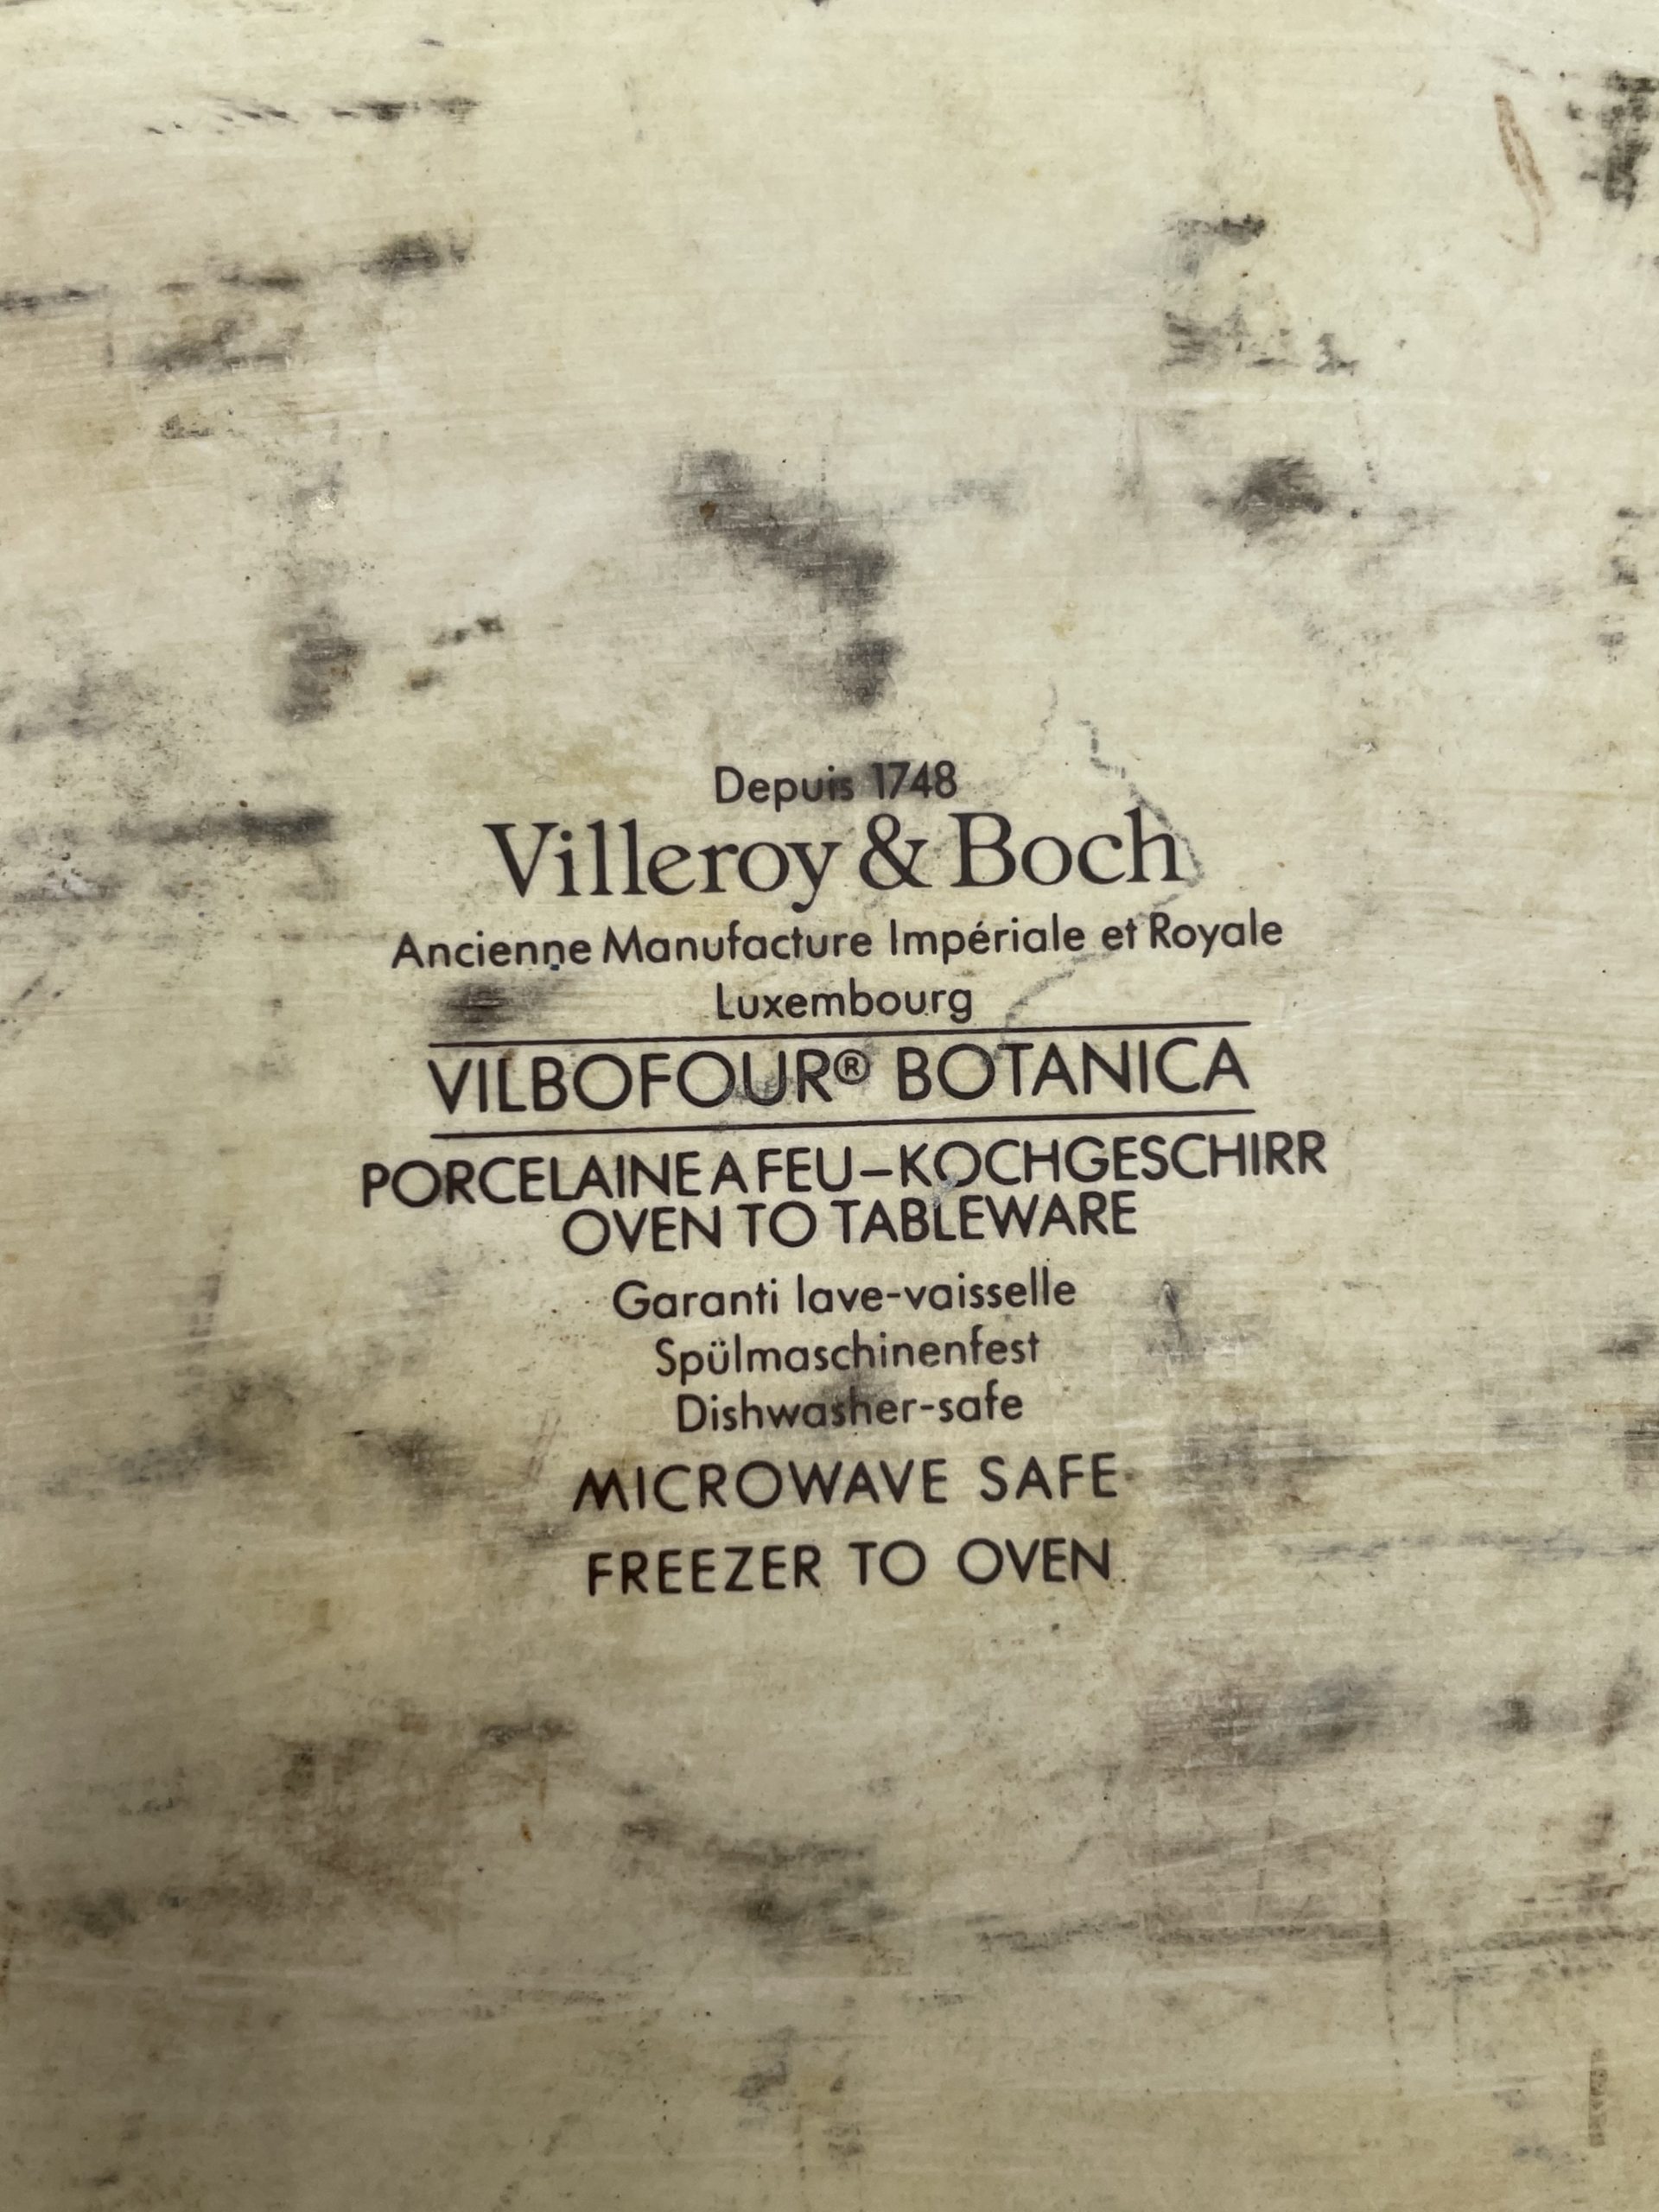 Depuis 1748
Villeroy & Boch
Ancienne Manufacture Impériale et Royale
Luxembourg
VILBOFOUR® BOTANICA
PORCELAINE A FEU–KOCHGESCHIRR
OVEN TO TABLEWARE
Garanti lave-vaisselle
Spülmaschinenfest
Dishwasher-safe
MICROWAVE SAFE
FREEZER TO OVEN